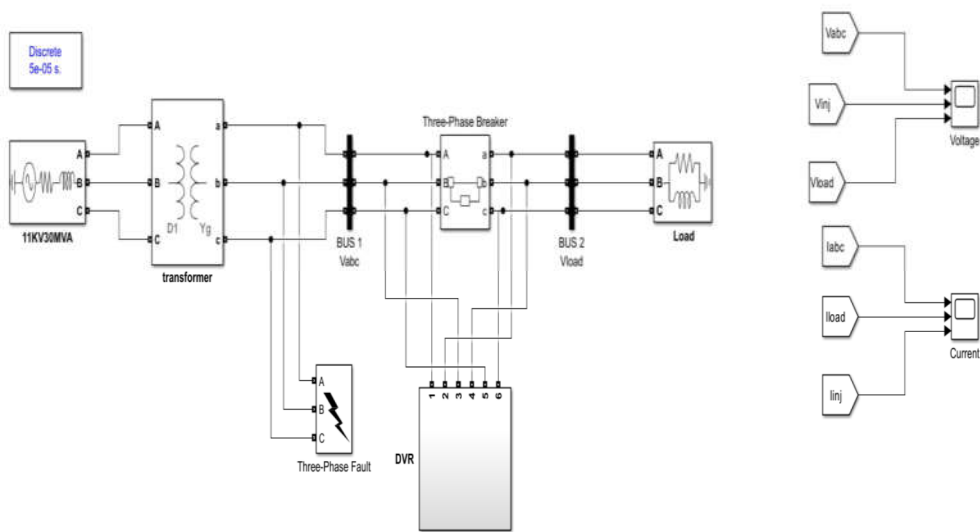 Discrete
5e-05 s.
11KV30MVA
A
B
C
A
B
C
a
b
c
D1 Yg
transformer
BUS 1
Vabc
Three-Phase Breaker
A
B
C
a
b
c
BUS 2
Vload
A
B
C
Load
A
B
C
Three-Phase Fault
1
2
3
4
5
6
DVR
Vabc
Vinj
Vload
Voltage
Iabc
Iload
Iinj
Current